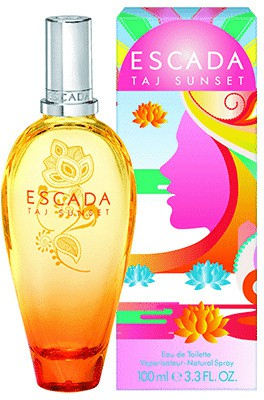 ESCADA
TAJ SUNSET
ESCADA
TAJ SUNSET
Eau de Toilette
Vaporisateur-Natural Spray
100 ml ℮ 3.3 FL. OZ.